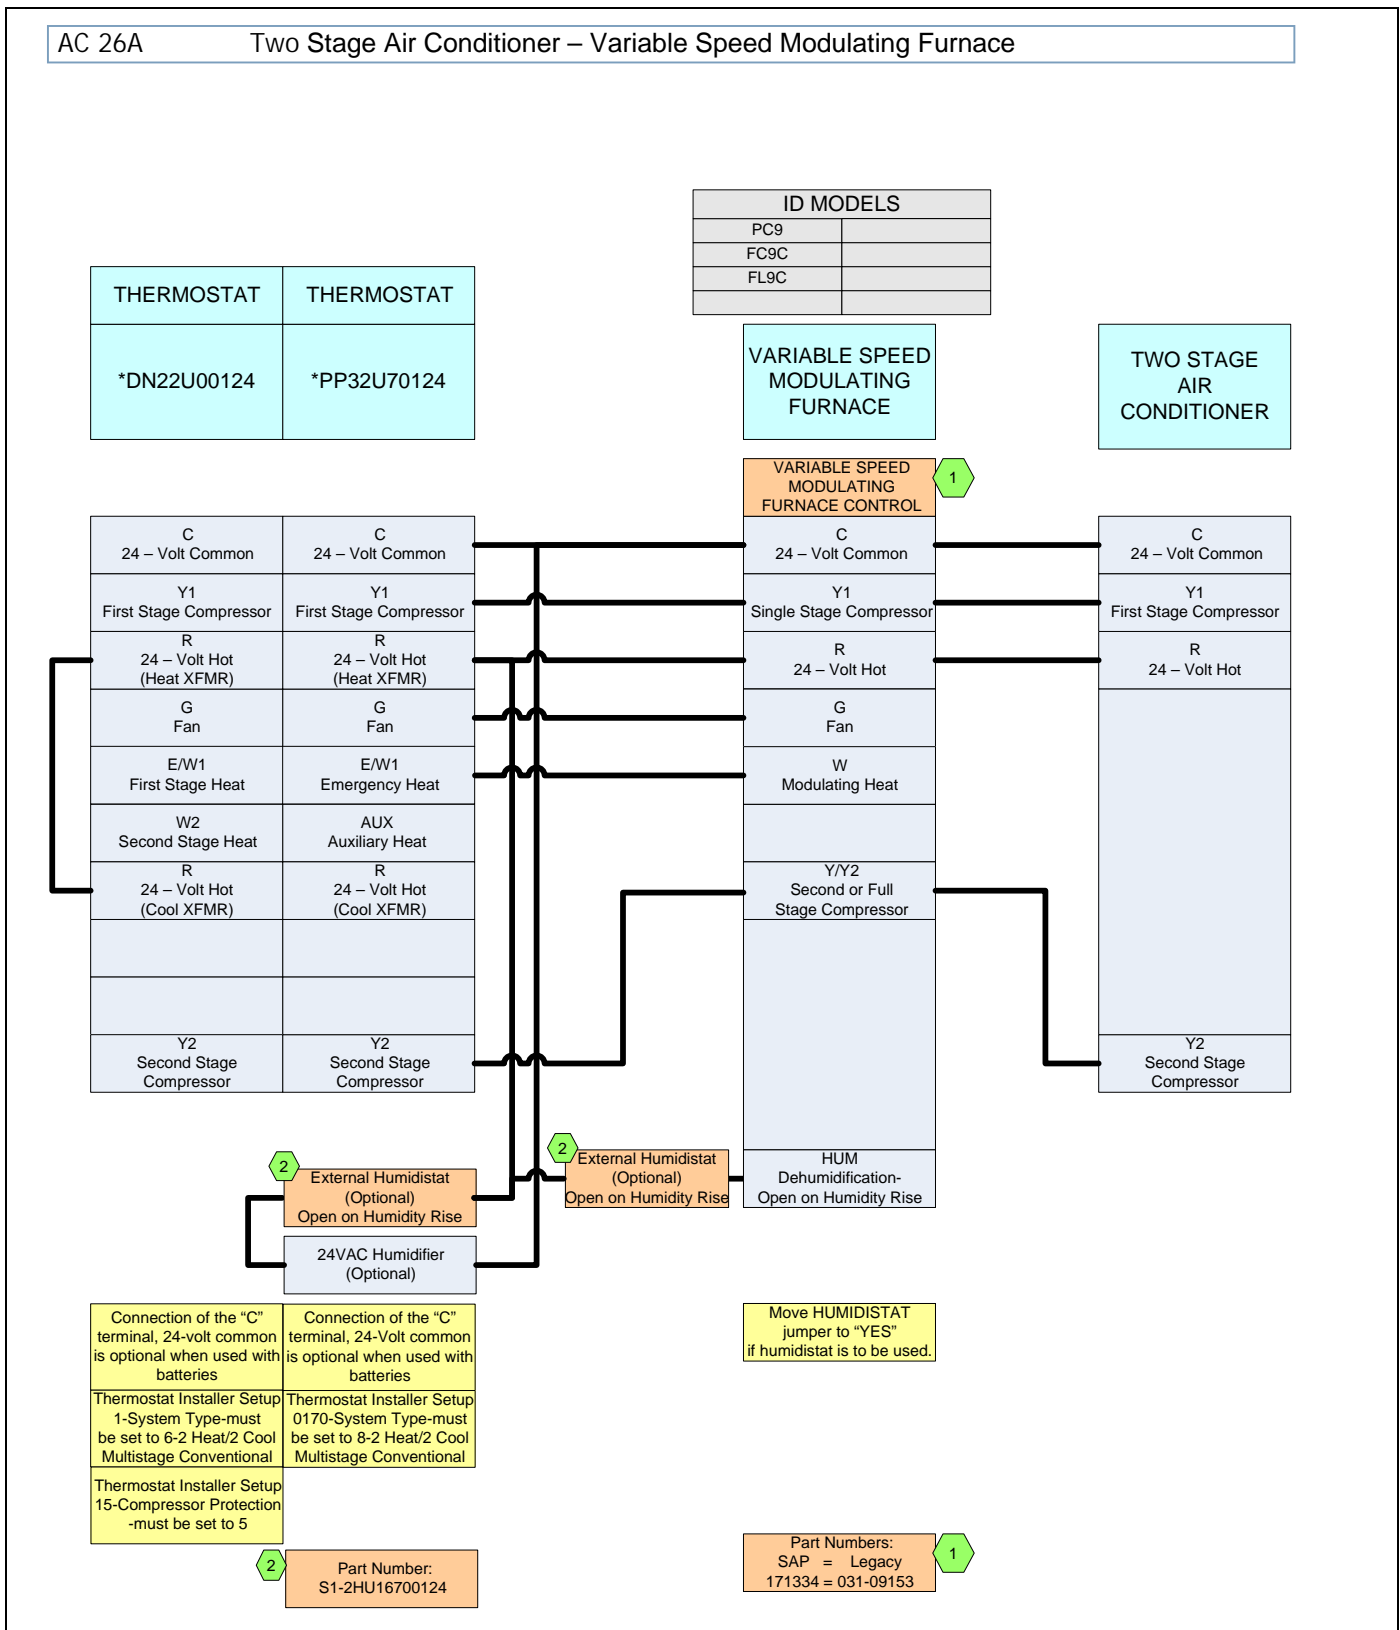 AC 26A Two Stage Air Conditioner – Variable Speed Modulating Furnace
ID MODELS
PC9
FC9C
FL9C
THERMOSTAT
THERMOSTAT
*DN22U00124
*PP32U70124
VARIABLE SPEED
MODULATING
FURNACE
TWO STAGE
AIR
CONDITIONER
VARIABLE SPEED
MODULATING
FURNACE CONTROL
1
C
24 – Volt Common
C
24 – Volt Common
C
24 – Volt Common
C
24 – Volt Common
Y1
First Stage Compressor
Y1
First Stage Compressor
Y1
Single Stage Compressor
Y1
First Stage Compressor
R
24 – Volt Hot
(Heat XFMR)
R
24 – Volt Hot
(Heat XFMR)
R
24 – Volt Hot
R
24 – Volt Hot
G
Fan
G
Fan
G
Fan
E/W1
First Stage Heat
E/W1
Emergency Heat
W
Modulating Heat
W2
Second Stage Heat
AUX
Auxiliary Heat
R
24 – Volt Hot
(Cool XFMR)
R
24 – Volt Hot
(Cool XFMR)
Y/Y2
Second or Full
Stage Compressor
Y2
Second Stage
Compressor
Y2
Second Stage
Compressor
Y2
Second Stage
Compressor
2
External Humidistat
(Optional)
Open on Humidity Rise
2
External Humidistat
(Optional)
Open on Humidity Rise
HUM
Dehumidification-
Open on Humidity Rise
24VAC Humidifier
(Optional)
Connection of the “C”
terminal, 24-volt common
is optional when used with
batteries
Connection of the “C”
terminal, 24-Volt common
is optional when used with
batteries
Move HUMIDISTAT
jumper to “YES”
if humidistat is to be used.
Thermostat Installer Setup
1-System Type-must
be set to 6-2 Heat/2 Cool
Multistage Conventional
Thermostat Installer Setup
0170-System Type-must
be set to 8-2 Heat/2 Cool
Multistage Conventional
Thermostat Installer Setup
15-Compressor Protection
-must be set to 5
2
Part Number:
S1-2HU16700124
Part Numbers:
SAP = Legacy
171334 = 031-09153
1